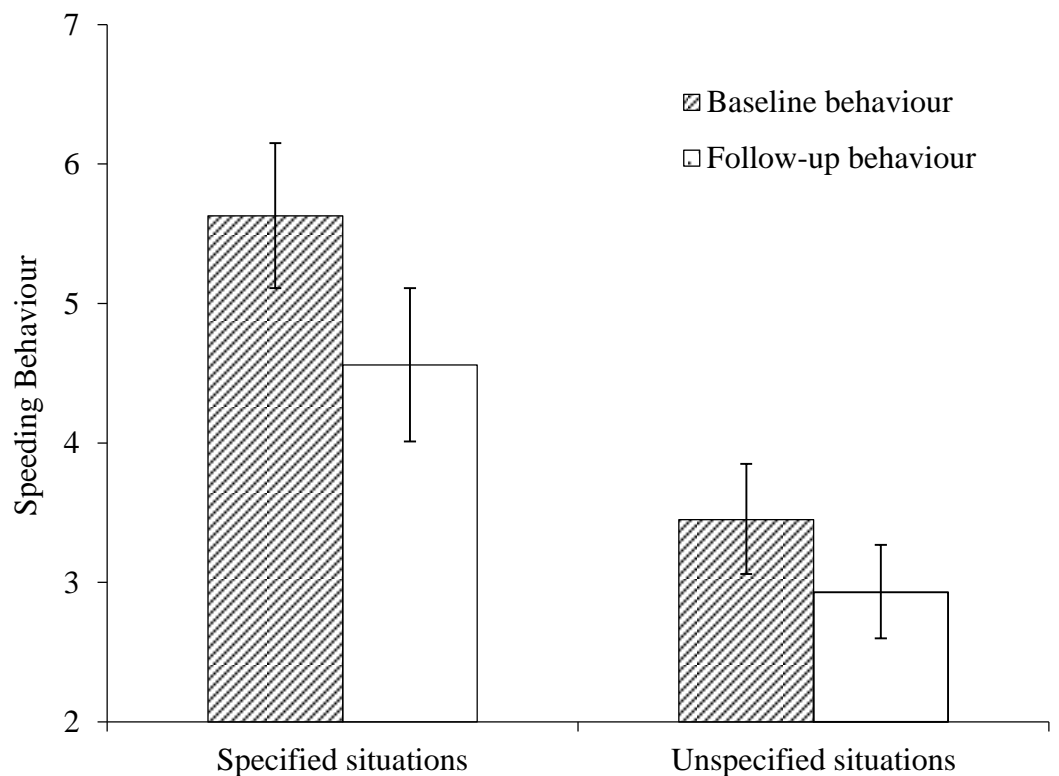 7
6
5
4
3
2
Speeding Behaviour
Baseline behaviour
Follow-up behaviour
Specified situations
Unspecified situations